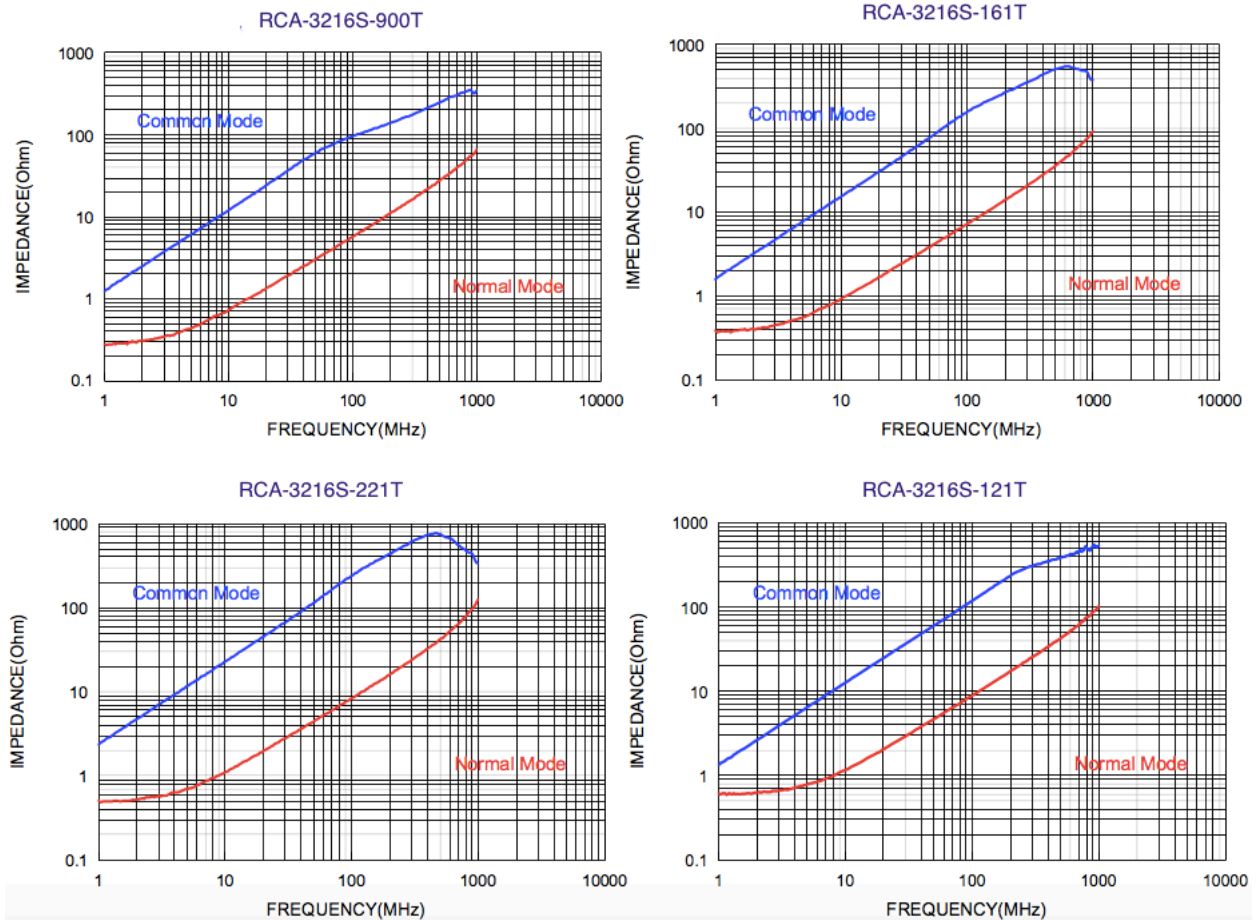 RCA-3216S-900T
1000
100
10
1
0.1
IMPEDANCE(Ohm)
Common Mode
Normal Mode
1 10 100 1000 10000
FREQUENCY(MHz)
RCA-3216S-161T
1000
100
10
1
0.1
IMPEDANCE(Ohm)
Common Mode
Normal Mode
1 10 100 1000 10000
FREQUENCY(MHz)
RCA-3216S-221T
1000
100
10
1
0.1
IMPEDANCE(Ohm)
Common Mode
Normal Mode
1 10 100 1000 10000
FREQUENCY(MHz)
RCA-3216S-121T
1000
100
10
1
0.1
IMPEDANCE(Ohm)
Common Mode
Normal Mode
1 10 100 1000 10000
FREQUENCY(MHz)